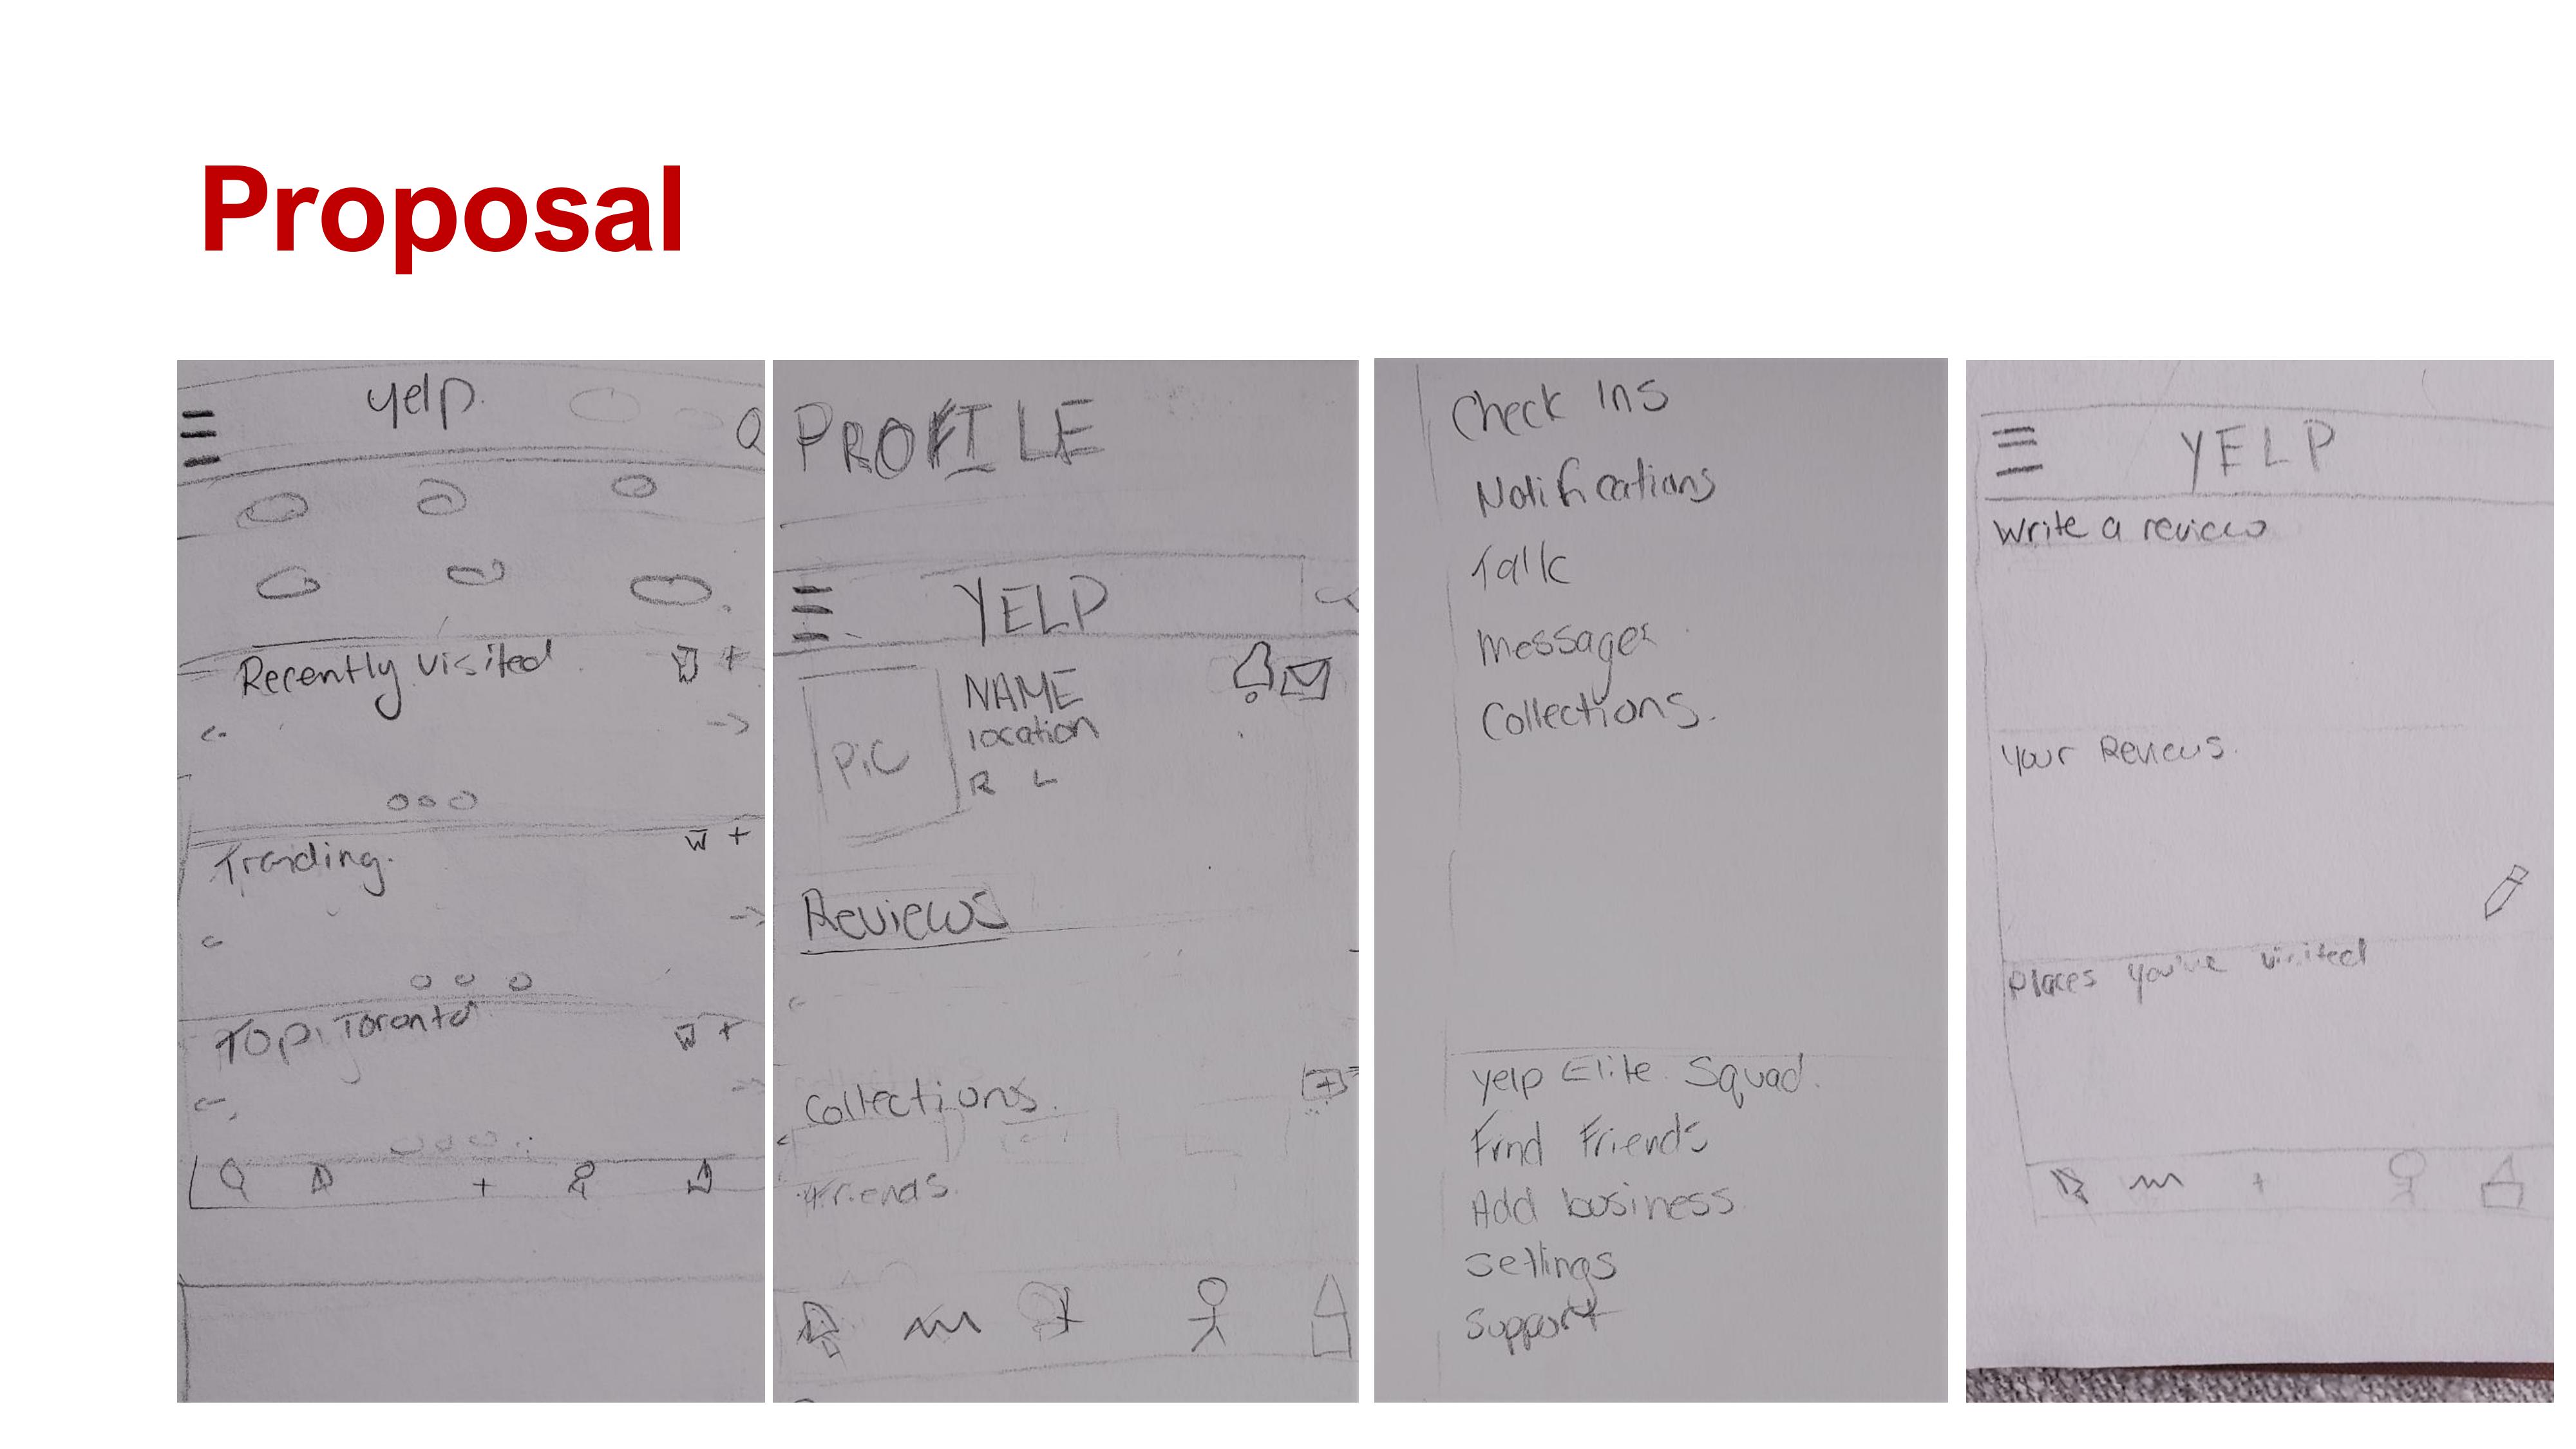 Proposal
yelp.
Recently visited
Trending.
Top Toronto
PROFILE
YELP
NAME
location
R L
PiC
Reviews
Collections.
Friends.
Check ins
Notifications
Talk
messages
Collections.
yelp Elite Squad.
Find Friends
Add business
settings
Support
YELP
Write a review
Your Reviews.
Places you've visited